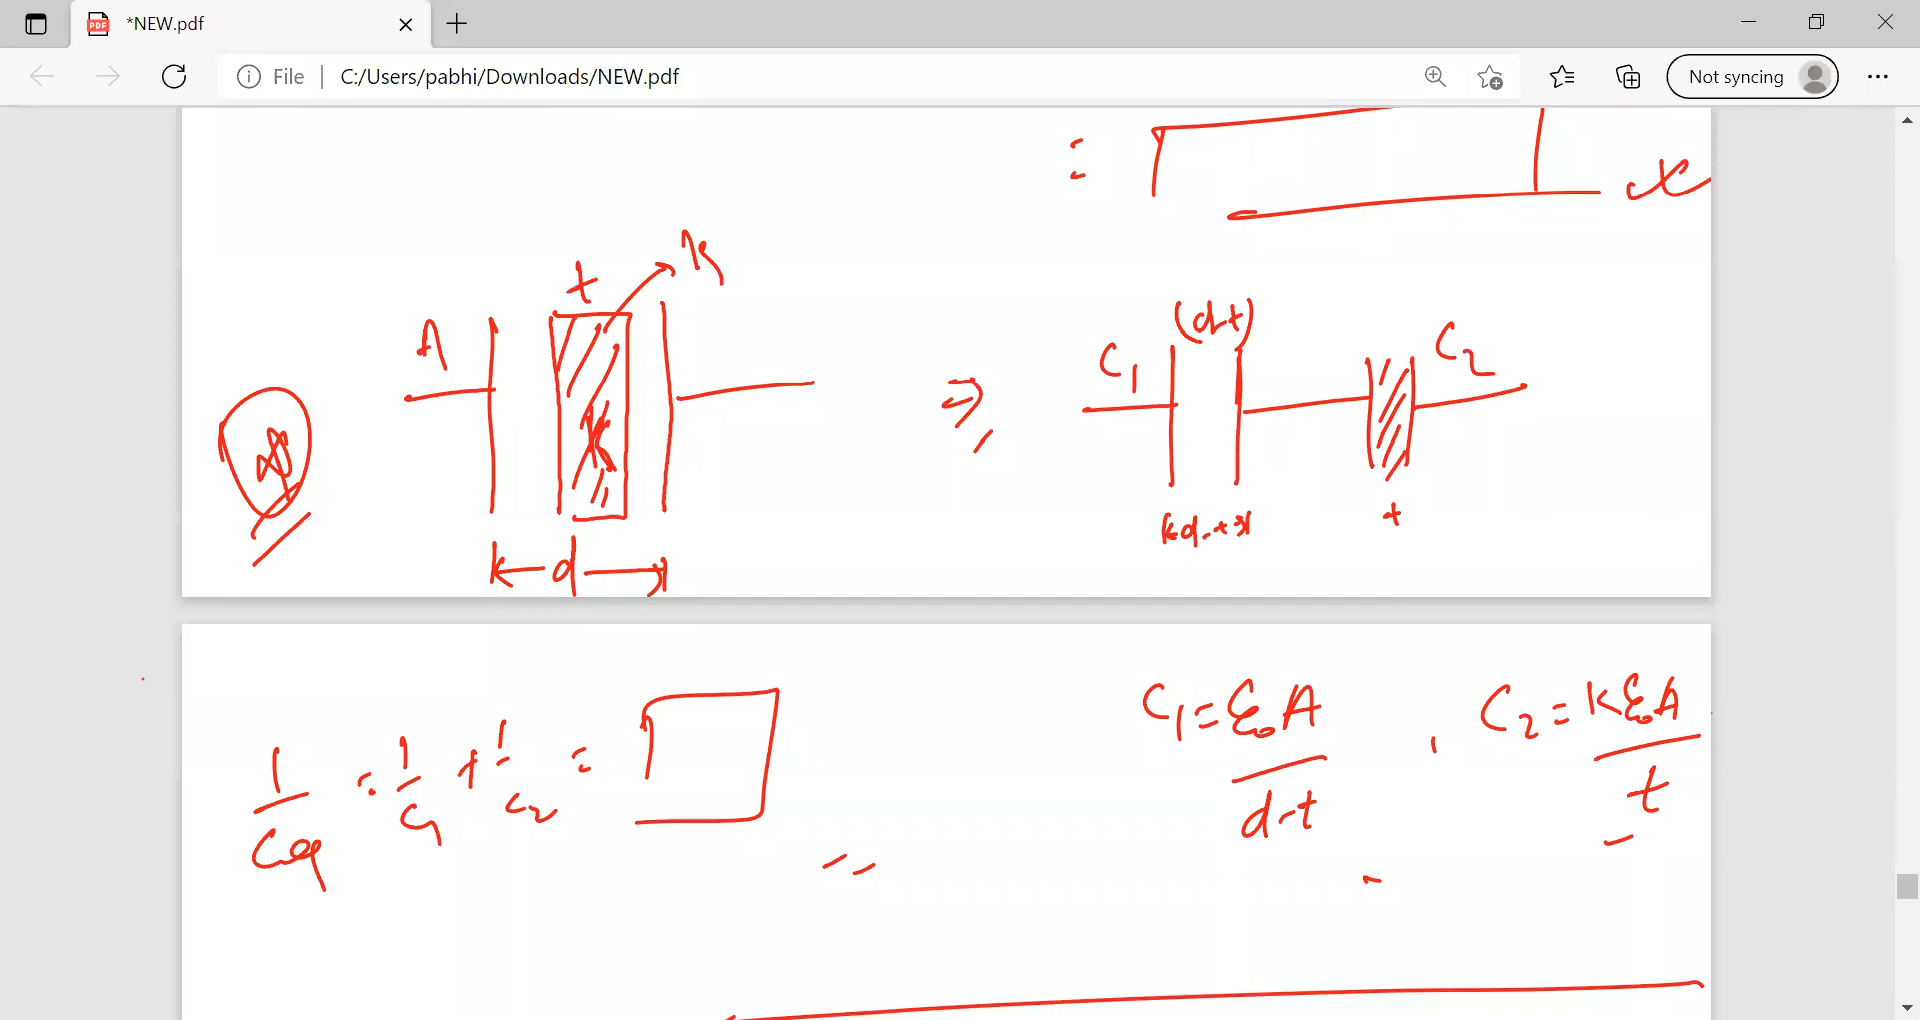 *NEW.pdf
File | C:/Users/pabhi/Downloads/NEW.pdf
Not syncing
= x
t K
A
K
d
C₁ (d-t) C₂
d-t t
1/Ceq = 1/C₁ + 1/C₂ =
C₁ = ε₀A/d-t , C₂ = kε₀A/t